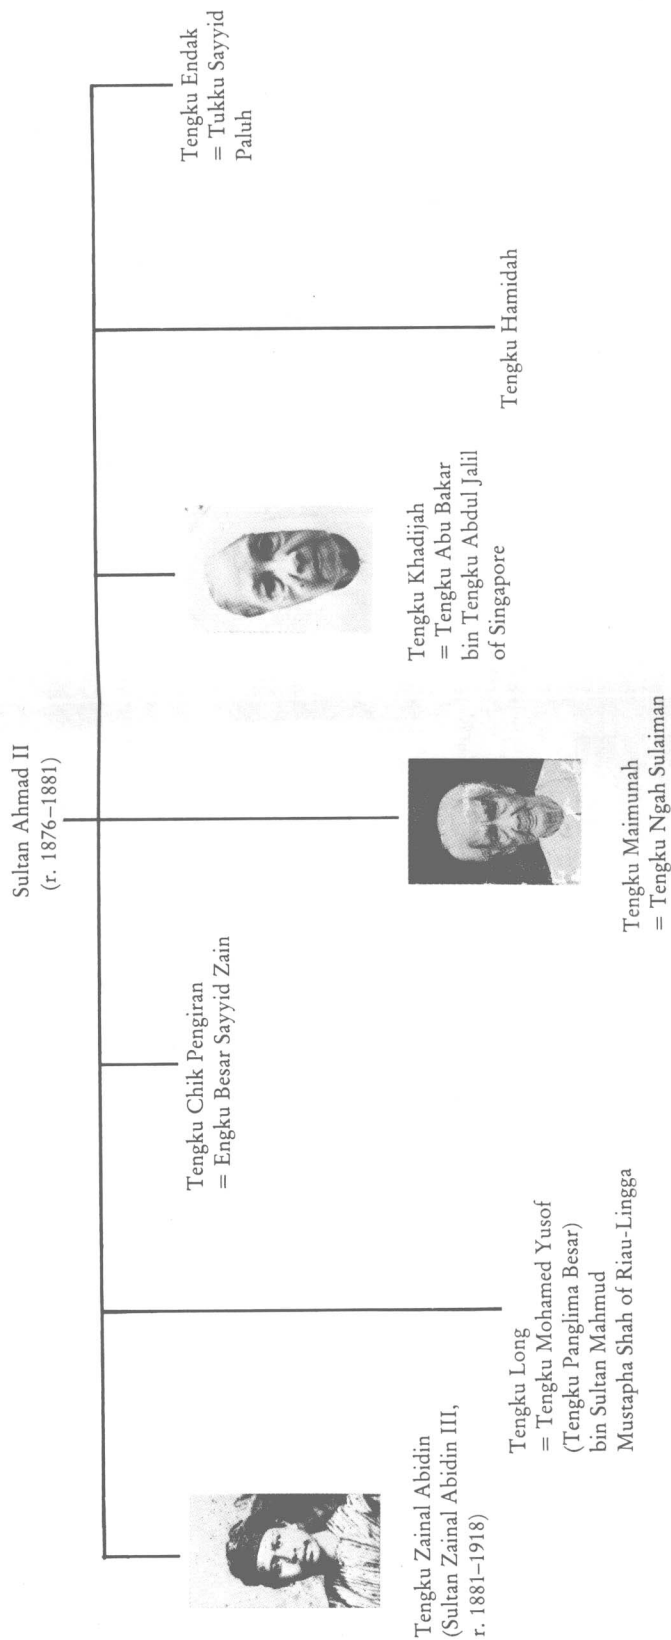 Sultan Ahmad II
(r. 1876–1881)
Tengku Zainal Abidin
(Sultan Zainal Abidin III,
r. 1881–1918)
Tengku Long
= Tengku Mohamed Yusof
(Tengku Panglima Besar)
bin Sultan Mahmud
Mustapha Shah of Riau-Lingga
Tengku Chik Pengiran
= Engku Besar Sayyid Zain
Tengku Maimunah
= Tengku Ngah Sulaiman
Tengku Khadijah
= Tengku Abu Bakar
bin Tengku Abdul Jalil
of Singapore
Tengku Hamidah
Tengku Endak
= Tukku Sayyid
Paluh